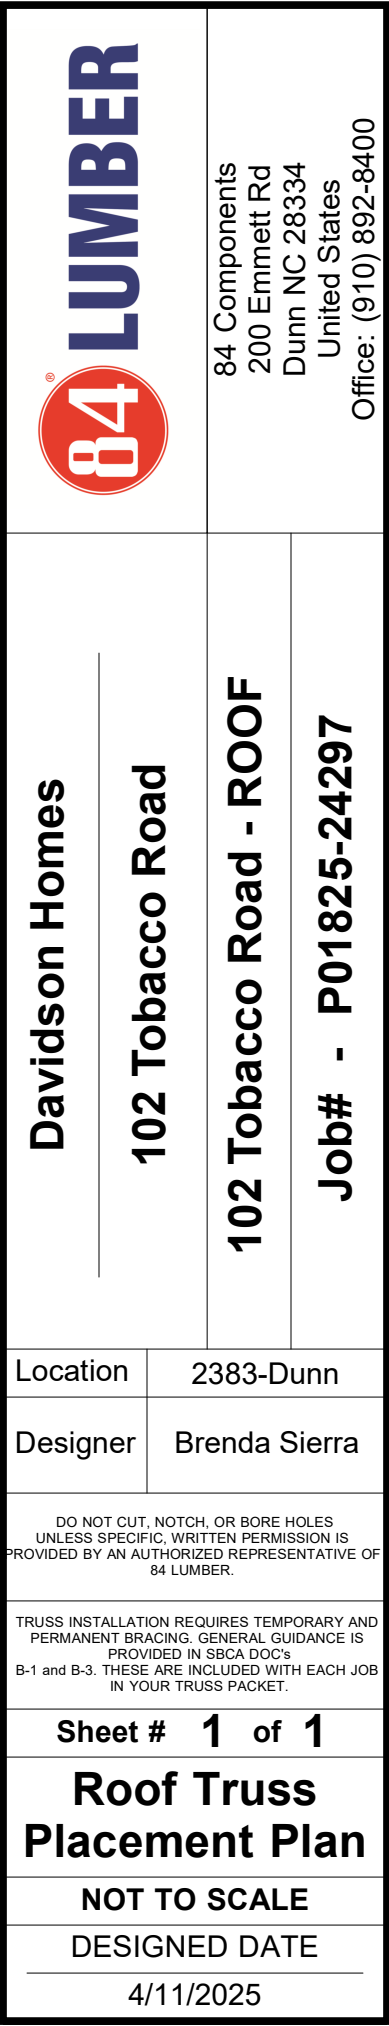 84® LUMBER
84 Components
200 Emmett Rd
Dunn NC 28334
United States
Office: (910) 892-8400
Davidson Homes
102 Tobacco Road
102 Tobacco Road - ROOF
Job# - P01825-24297
Location 2383-Dunn
Designer Brenda Sierra
DO NOT CUT, NOTCH, OR BORE HOLES
UNLESS SPECIFIC, WRITTEN PERMISSION IS
PROVIDED BY AN AUTHORIZED REPRESENTATIVE OF
84 LUMBER.
TRUSS INSTALLATION REQUIRES TEMPORARY AND
PERMANENT BRACING. GENERAL GUIDANCE IS
PROVIDED IN SBCA DOC's
B-1 and B-3. THESE ARE INCLUDED WITH EACH JOB
IN YOUR TRUSS PACKET.
Sheet # 1 of 1
Roof Truss
Placement Plan
NOT TO SCALE
DESIGNED DATE
4/11/2025